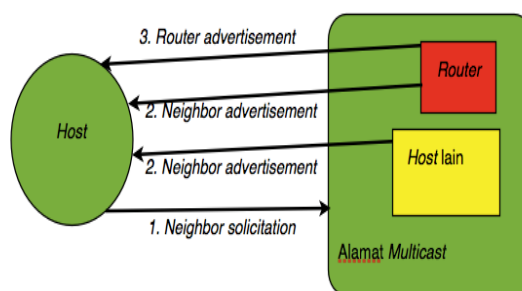 3. Router advertisement
Router
2. Neighbor advertisement
Host
Host lain
2. Neighbor advertisement
1. Neighbor solicitation
Alamat Multicast